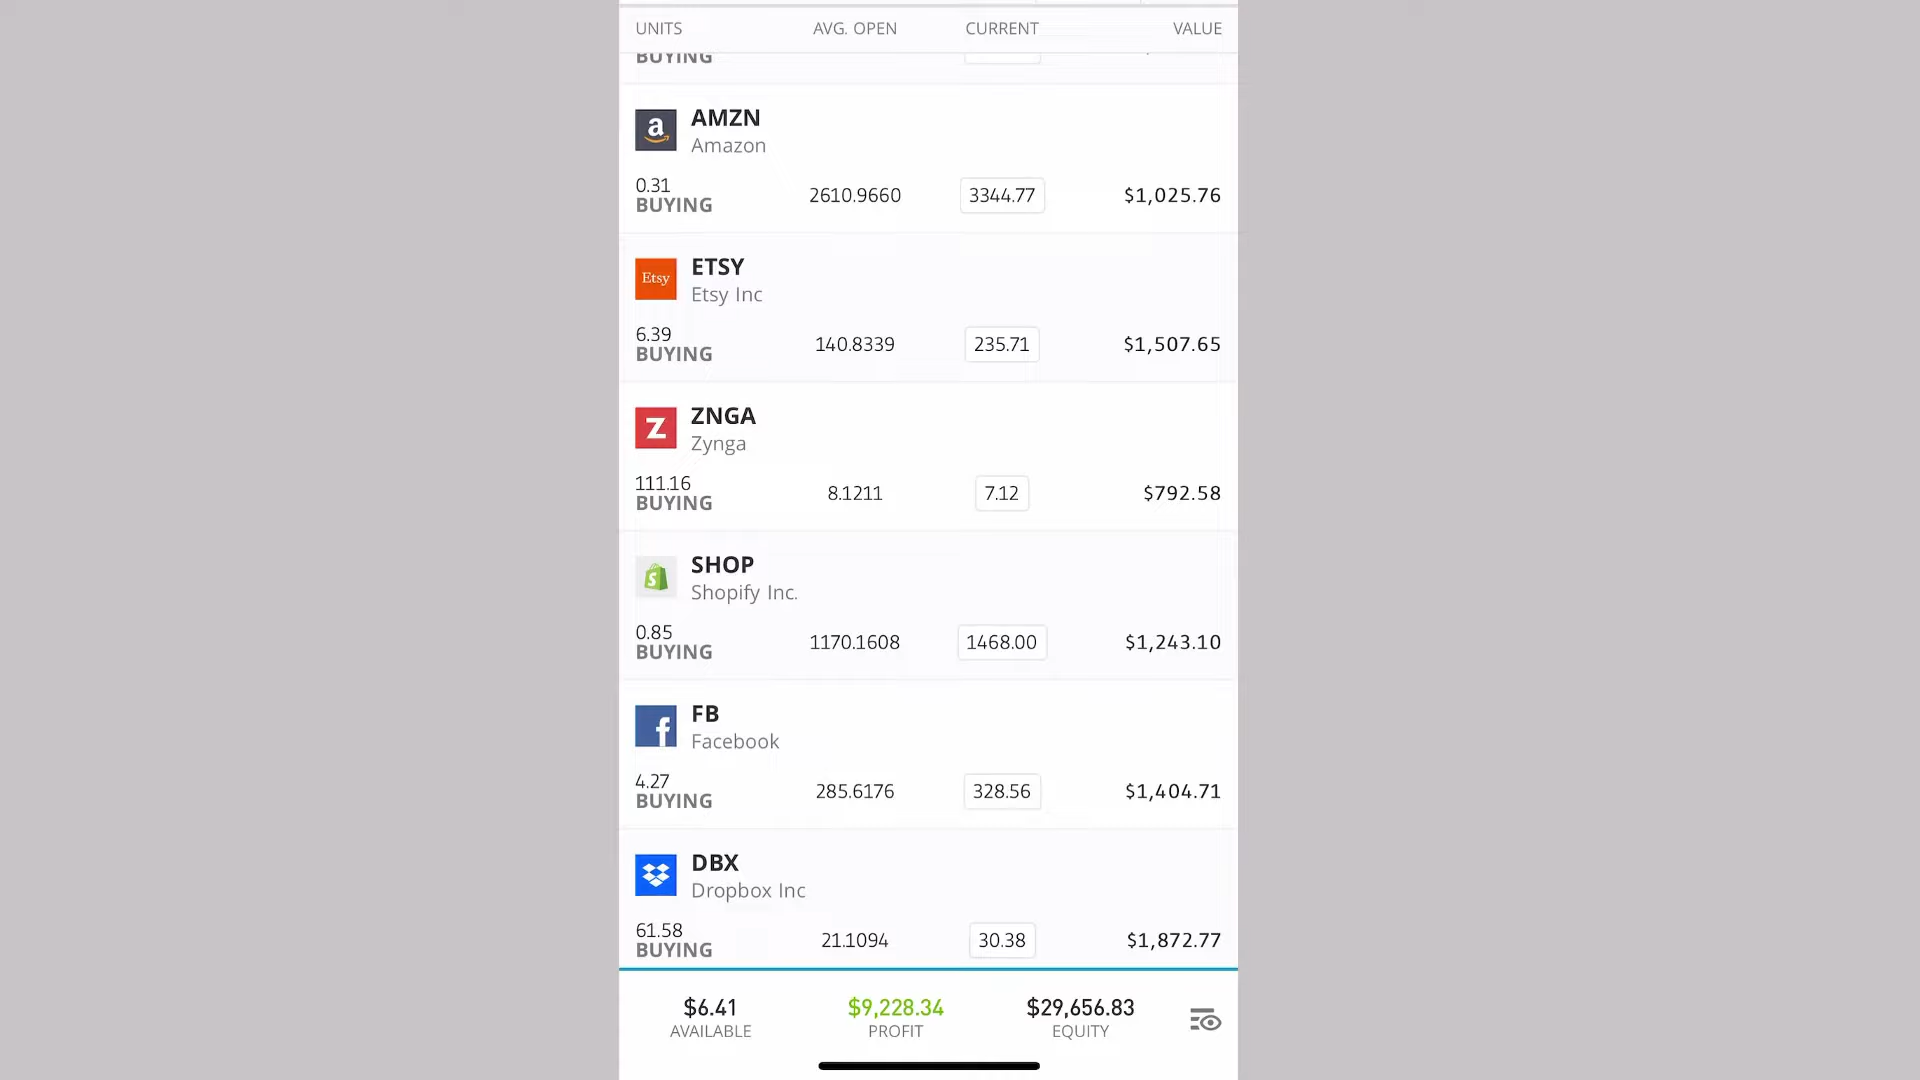 UNITS AVG. OPEN CURRENT VALUE
BUYING
a AMZN
Amazon
0.31
BUYING 2610.9660 3344.77 $1,025.76
Etsy ETSY
Etsy Inc
6.39
BUYING 140.8339 235.71 $1,507.65
Z ZNGA
Zynga
111.16
BUYING 8.1211 7.12 $792.58
S SHOP
Shopify Inc.
0.85
BUYING 1170.1608 1468.00 $1,243.10
f FB
Facebook
4.27
BUYING 285.6176 328.56 $1,404.71
DBX
Dropbox Inc
61.58
BUYING 21.1094 30.38 $1,872.77
$6.41 $9,228.34 $29,656.83
AVAILABLE PROFIT EQUITY